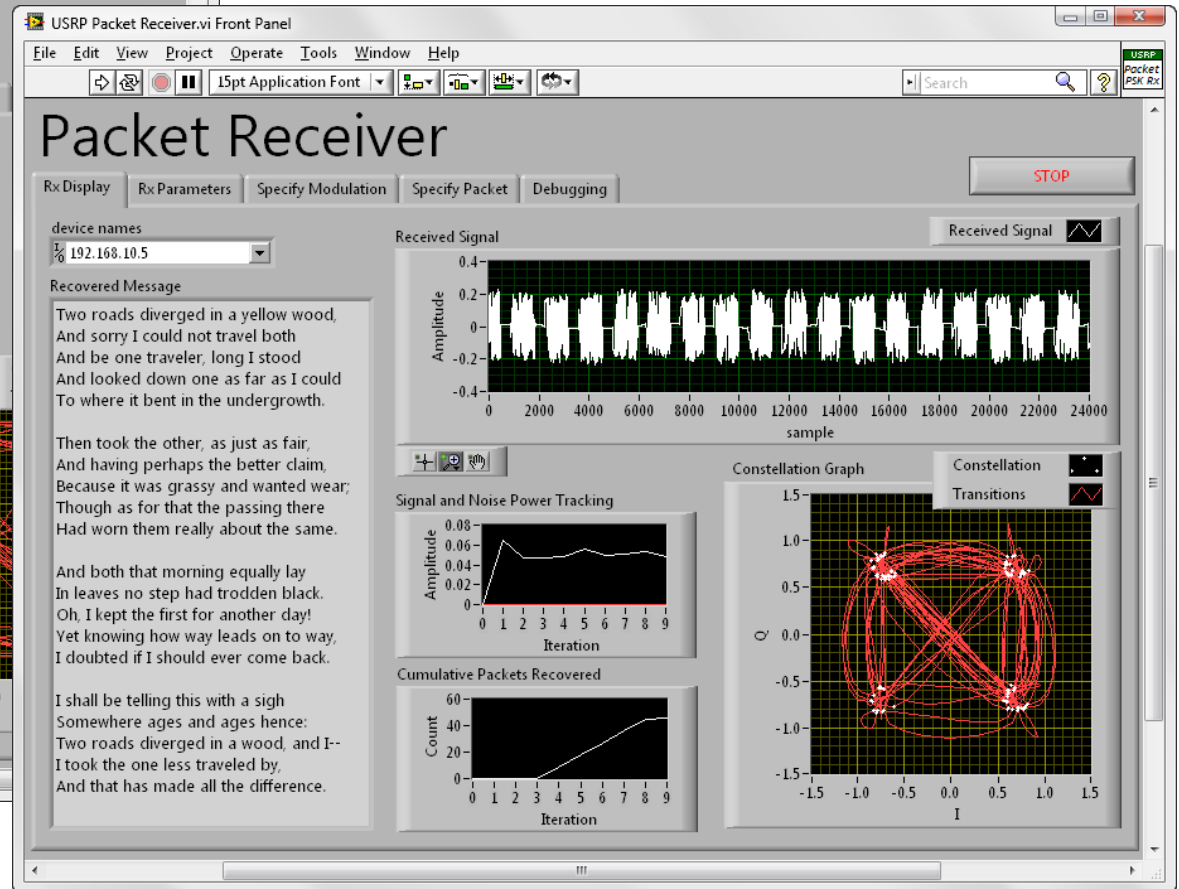 USRP Packet Receiver.vi Front Panel
File Edit View Project Operate Tools Window Help
15pt Application Font
Search
USRP
Packet
PSK Rx
Packet Receiver
STOP
Rx Display
Rx Parameters
Specify Modulation
Specify Packet
Debugging
device names
192.168.10.5
Recovered Message
Two roads diverged in a yellow wood,
And sorry I could not travel both
And be one traveler, long I stood
And looked down one as far as I could
To where it bent in the undergrowth.
Then took the other, as just as fair,
And having perhaps the better claim,
Because it was grassy and wanted wear;
Though as for that the passing there
Had worn them really about the same.
And both that morning equally lay
In leaves no step had trodden black.
Oh, I kept the first for another day!
Yet knowing how way leads on to way,
I doubted if I should ever come back.
I shall be telling this with a sigh
Somewhere ages and ages hence:
Two roads diverged in a wood, and I--
I took the one less traveled by,
And that has made all the difference.
Received Signal
Received Signal
Amplitude
0.4
0.2
0
-0.2
-0.4
0 2000 4000 6000 8000 10000 12000 14000 16000 18000 20000 22000 24000
sample
Signal and Noise Power Tracking
Amplitude
0.08
0.06
0.04
0.02
0
0 1 2 3 4 5 6 7 8 9
Iteration
Cumulative Packets Recovered
Count
60
40
20
0
0 1 2 3 4 5 6 7 8 9
Iteration
Constellation Graph
Constellation
Transitions
Q
1.5
1.0
0.5
0.0
-0.5
-1.0
-1.5
-1.5 -1.0 -0.5 0.0 0.5 1.0 1.5
I